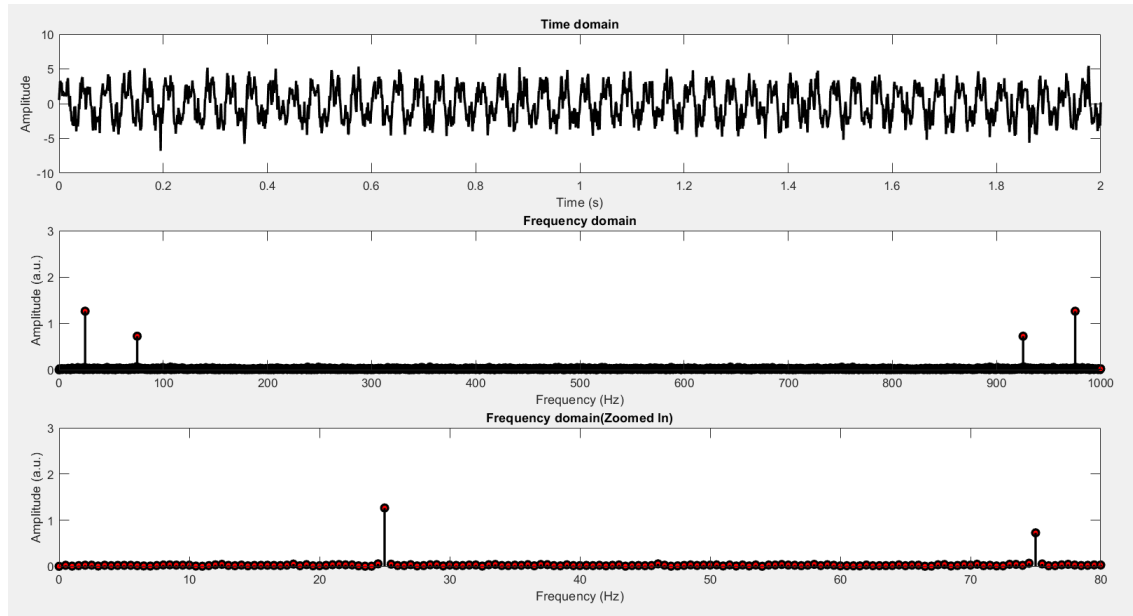 Time domain
10
5
0
-5
-10
Amplitude
0 0.2 0.4 0.6 0.8 1 1.2 1.4 1.6 1.8 2
Time (s)
Frequency domain
3
2
1
0
Amplitude (a.u.)
0 100 200 300 400 500 600 700 800 900 1000
Frequency (Hz)
Frequency domain(Zoomed In)
3
2
1
0
Amplitude (a.u.)
0 10 20 30 40 50 60 70 80
Frequency (Hz)